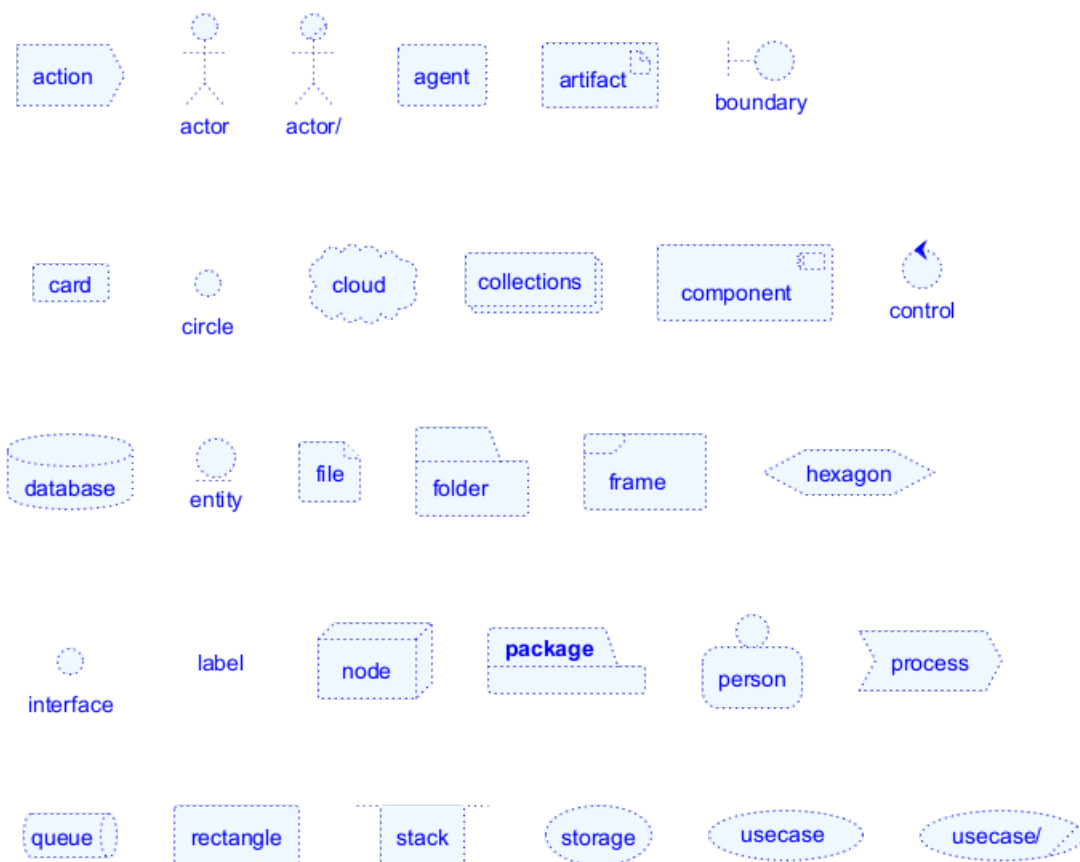 action
actor
actor/
agent
artifact
boundary
card
circle
cloud
collections
component
control
database
entity
file
folder
frame
hexagon
interface
label
node
package
person
process
queue
rectangle
stack
storage
usecase
usecase/